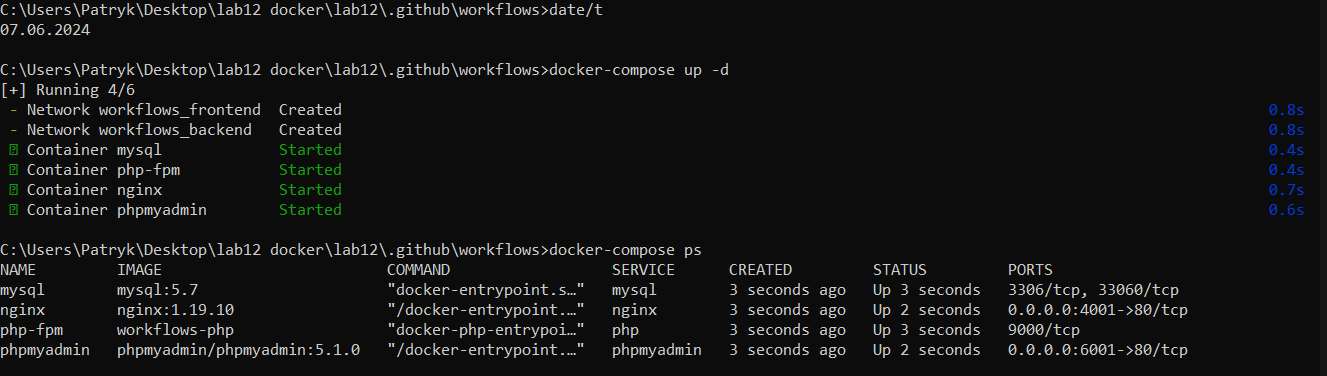 C:\Users\Patryk\Desktop\lab12 docker\lab12\.github\workflows>date/t
07.06.2024
C:\Users\Patryk\Desktop\lab12 docker\lab12\.github\workflows>docker-compose up -d
[+] Running 4/6
- Network workflows_frontend  Created 0.8s
- Network workflows_backend   Created 0.8s
Container mysql             Started 0.4s
Container php-fpm           Started 0.4s
Container nginx             Started 0.7s
Container phpmyadmin        Started 0.6s
C:\Users\Patryk\Desktop\lab12 docker\lab12\.github\workflows>docker-compose ps
NAME         IMAGE                         COMMAND                  SERVICE      CREATED         STATUS         PORTS
mysql        mysql:5.7                     "docker-entrypoint.s…"   mysql        3 seconds ago   Up 3 seconds   3306/tcp, 33060/tcp
nginx        nginx:1.19.10                 "/docker-entrypoint.…"   nginx        3 seconds ago   Up 2 seconds   0.0.0.0:4001->80/tcp
php-fpm      workflows-php                 "docker-php-entrypoi…"   php          3 seconds ago   Up 3 seconds   9000/tcp
phpmyadmin   phpmyadmin/phpmyadmin:5.1.0   "/docker-entrypoint.…"   phpmyadmin   3 seconds ago   Up 2 seconds   0.0.0.0:6001->80/tcp